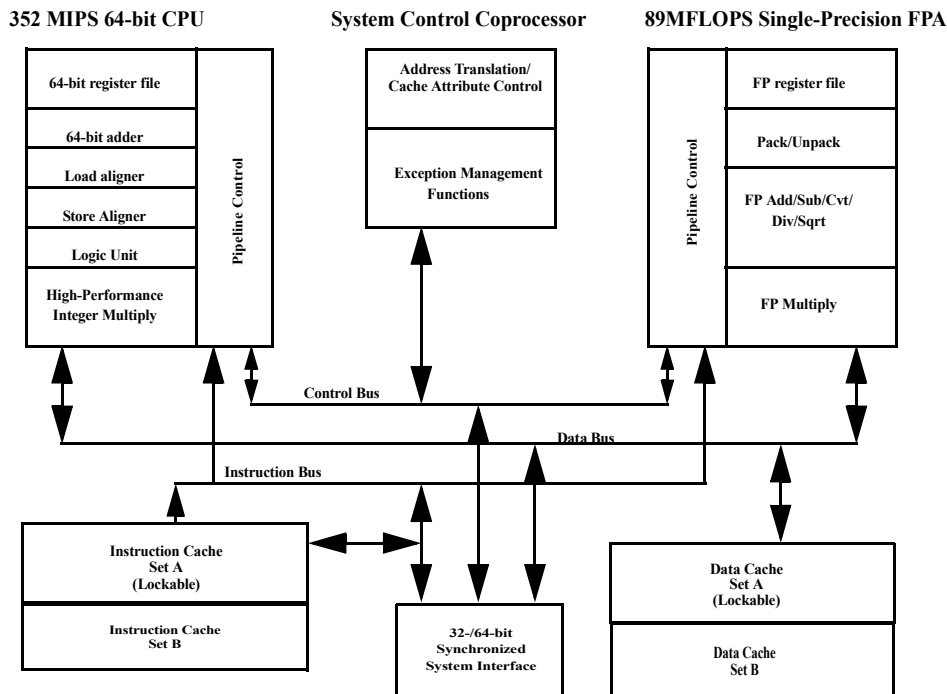 352 MIPS 64-bit CPU
System Control Coprocessor
89MFLOPS Single-Precision FPA
64-bit register file
64-bit adder
Load aligner
Store Aligner
Logic Unit
High-Performance
Integer Multiply
Pipeline Control
Address Translation/
Cache Attribute Control
Exception Management
Functions
Pipeline Control
FP register file
Pack/Unpack
FP Add/Sub/Cvt/
Div/Sqrt
FP Multiply
Control Bus
Data Bus
Instruction Bus
Instruction Cache
Set A
(Lockable)
Instruction Cache
Set B
32-/64-bit
Synchronized
System Interface
Data Cache
Set A
(Lockable)
Data Cache
Set B